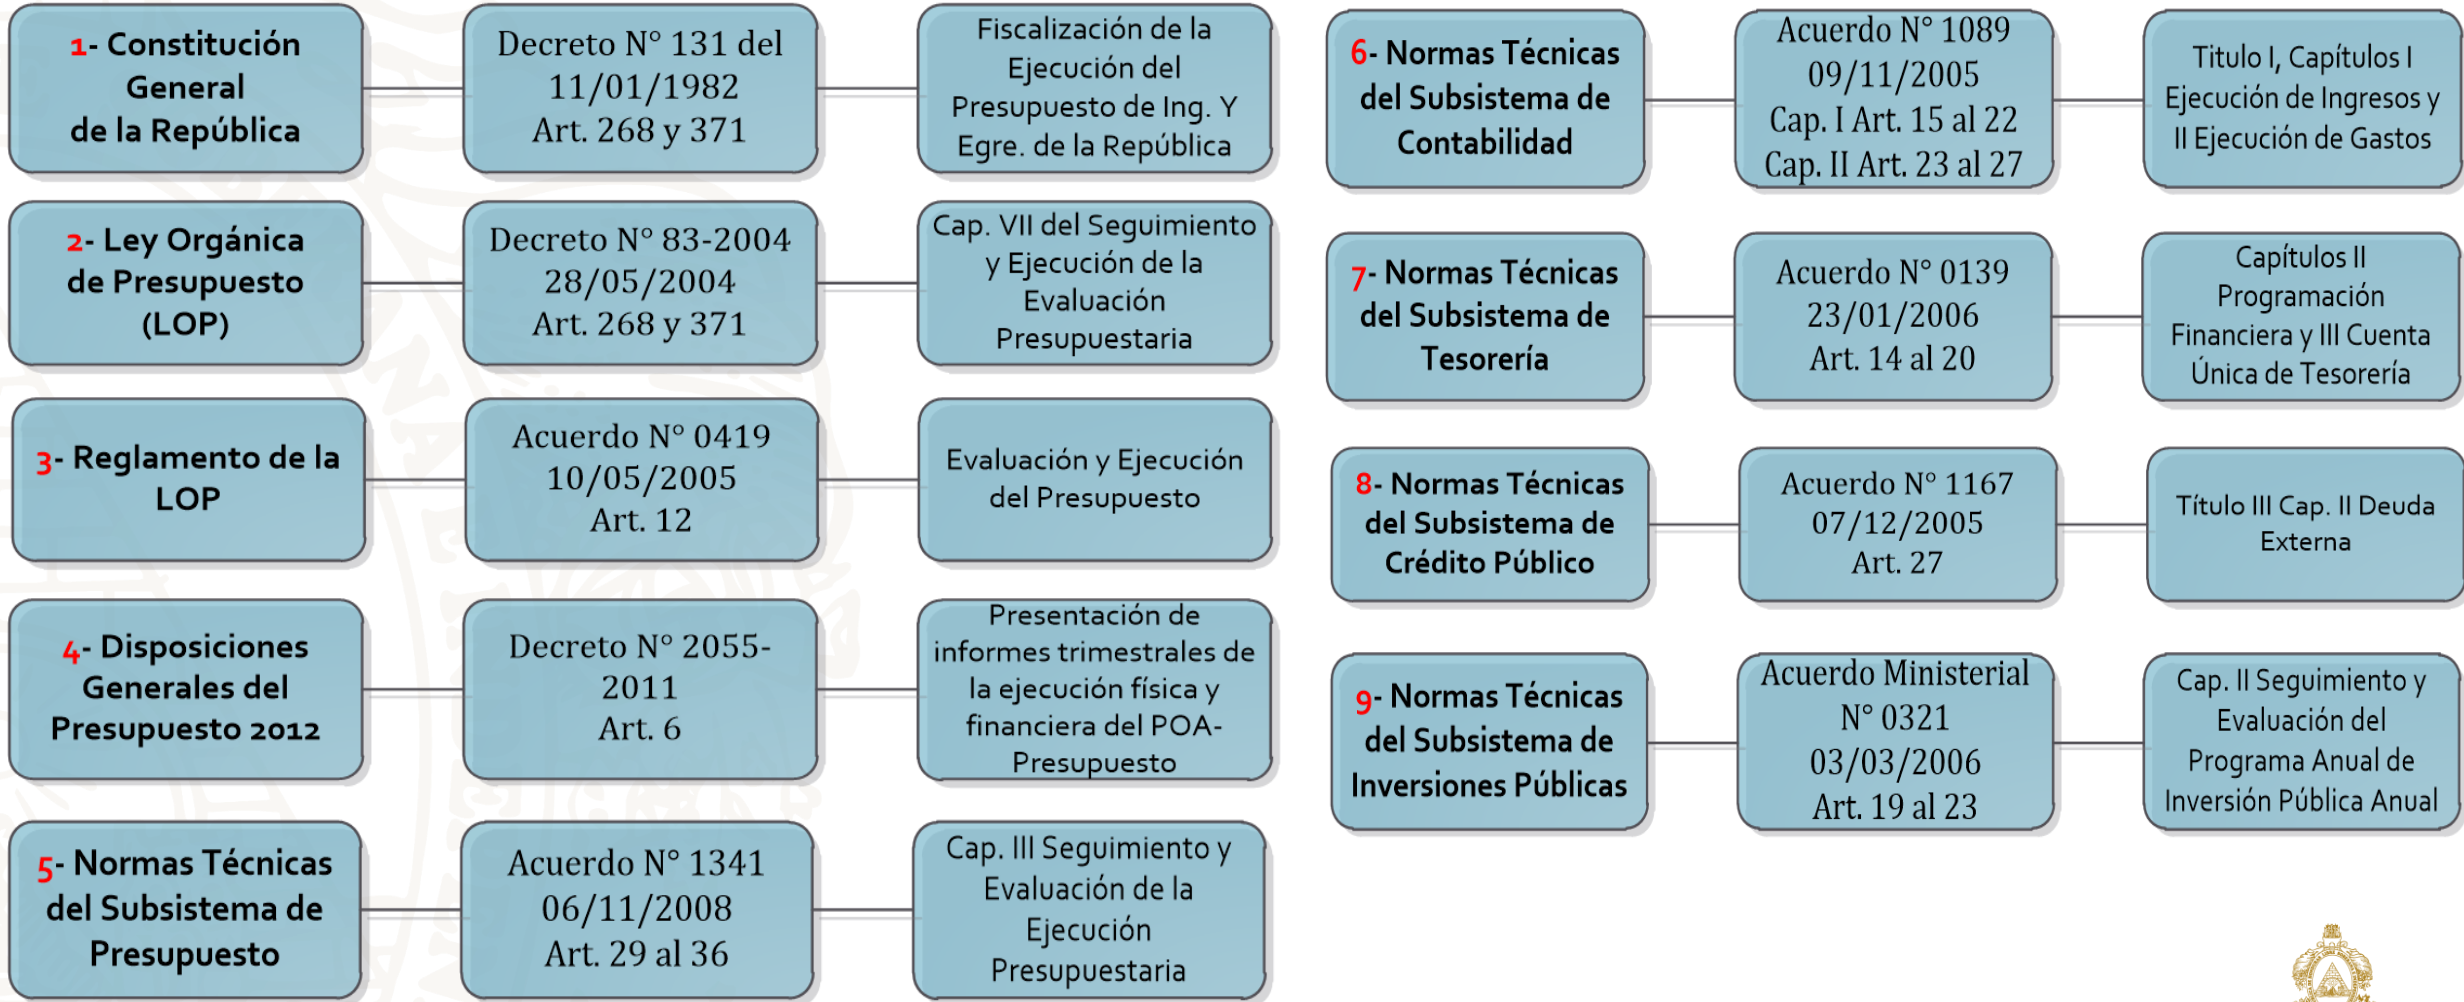 1- Constitución
General
de la República
Decreto N° 131 del
11/01/1982
Art. 268 y 371
Fiscalización de la
Ejecución del
Presupuesto de Ing. Y
Egre. de la República
2- Ley Orgánica
de Presupuesto
(LOP)
Decreto N° 83-2004
28/05/2004
Art. 268 y 371
Cap. VII del Seguimiento
y Ejecución de la
Evaluación
Presupuestaria
3- Reglamento de la
LOP
Acuerdo N° 0419
10/05/2005
Art. 12
Evaluación y Ejecución
del Presupuesto
4- Disposiciones
Generales del
Presupuesto 2012
Decreto N° 2055-
2011
Art. 6
Presentación de
informes trimestrales de
la ejecución física y
financiera del POA-
Presupuesto
5- Normas Técnicas
del Subsistema de
Presupuesto
Acuerdo N° 1341
06/11/2008
Art. 29 al 36
Cap. III Seguimiento y
Evaluación de la
Ejecución
Presupuestaria
6- Normas Técnicas
del Subsistema de
Contabilidad
Acuerdo N° 1089
09/11/2005
Cap. I Art. 15 al 22
Cap. II Art. 23 al 27
Titulo I, Capítulos I
Ejecución de Ingresos y
II Ejecución de Gastos
7- Normas Técnicas
del Subsistema de
Tesorería
Acuerdo N° 0139
23/01/2006
Art. 14 al 20
Capítulos II
Programación
Financiera y III Cuenta
Única de Tesorería
8- Normas Técnicas
del Subsistema de
Crédito Público
Acuerdo N° 1167
07/12/2005
Art. 27
Título III Cap. II Deuda
Externa
9- Normas Técnicas
del Subsistema de
Inversiones Públicas
Acuerdo Ministerial
N° 0321
03/03/2006
Art. 19 al 23
Cap. II Seguimiento y
Evaluación del
Programa Anual de
Inversión Pública Anual